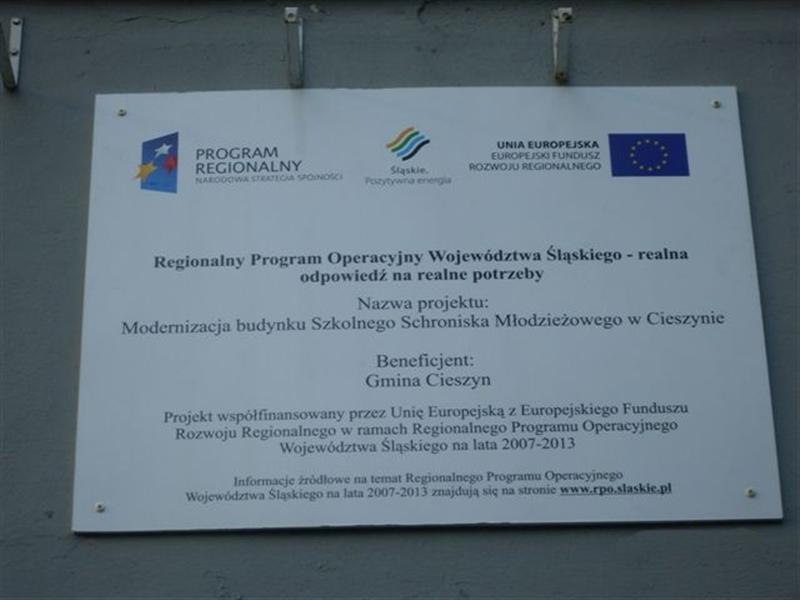 PROGRAM
REGIONALNY
NARODOWA STRATEGIA SPÓJNOŚCI
Śląskie.
Pozytywna energia
UNIA EUROPEJSKA
EUROPEJSKI FUNDUSZ
ROZWOJU REGIONALNEGO
Regionalny Program Operacyjny Województwa Śląskiego - realna
odpowiedź na realne potrzeby
Nazwa projektu:
Modernizacja budynku Szkolnego Schroniska Młodzieżowego w Cieszynie
Beneficjent:
Gmina Cieszyn
Projekt współfinansowany przez Unię Europejską z Europejskiego Funduszu
Rozwoju Regionalnego w ramach Regionalnego Programu Operacyjnego
Województwa Śląskiego na lata 2007-2013
Informacje źródłowe na temat Regionalnego Programu Operacyjnego
Województwa Śląskiego na lata 2007-2013 znajdują się na stronie www.rpo.slaskie.pl